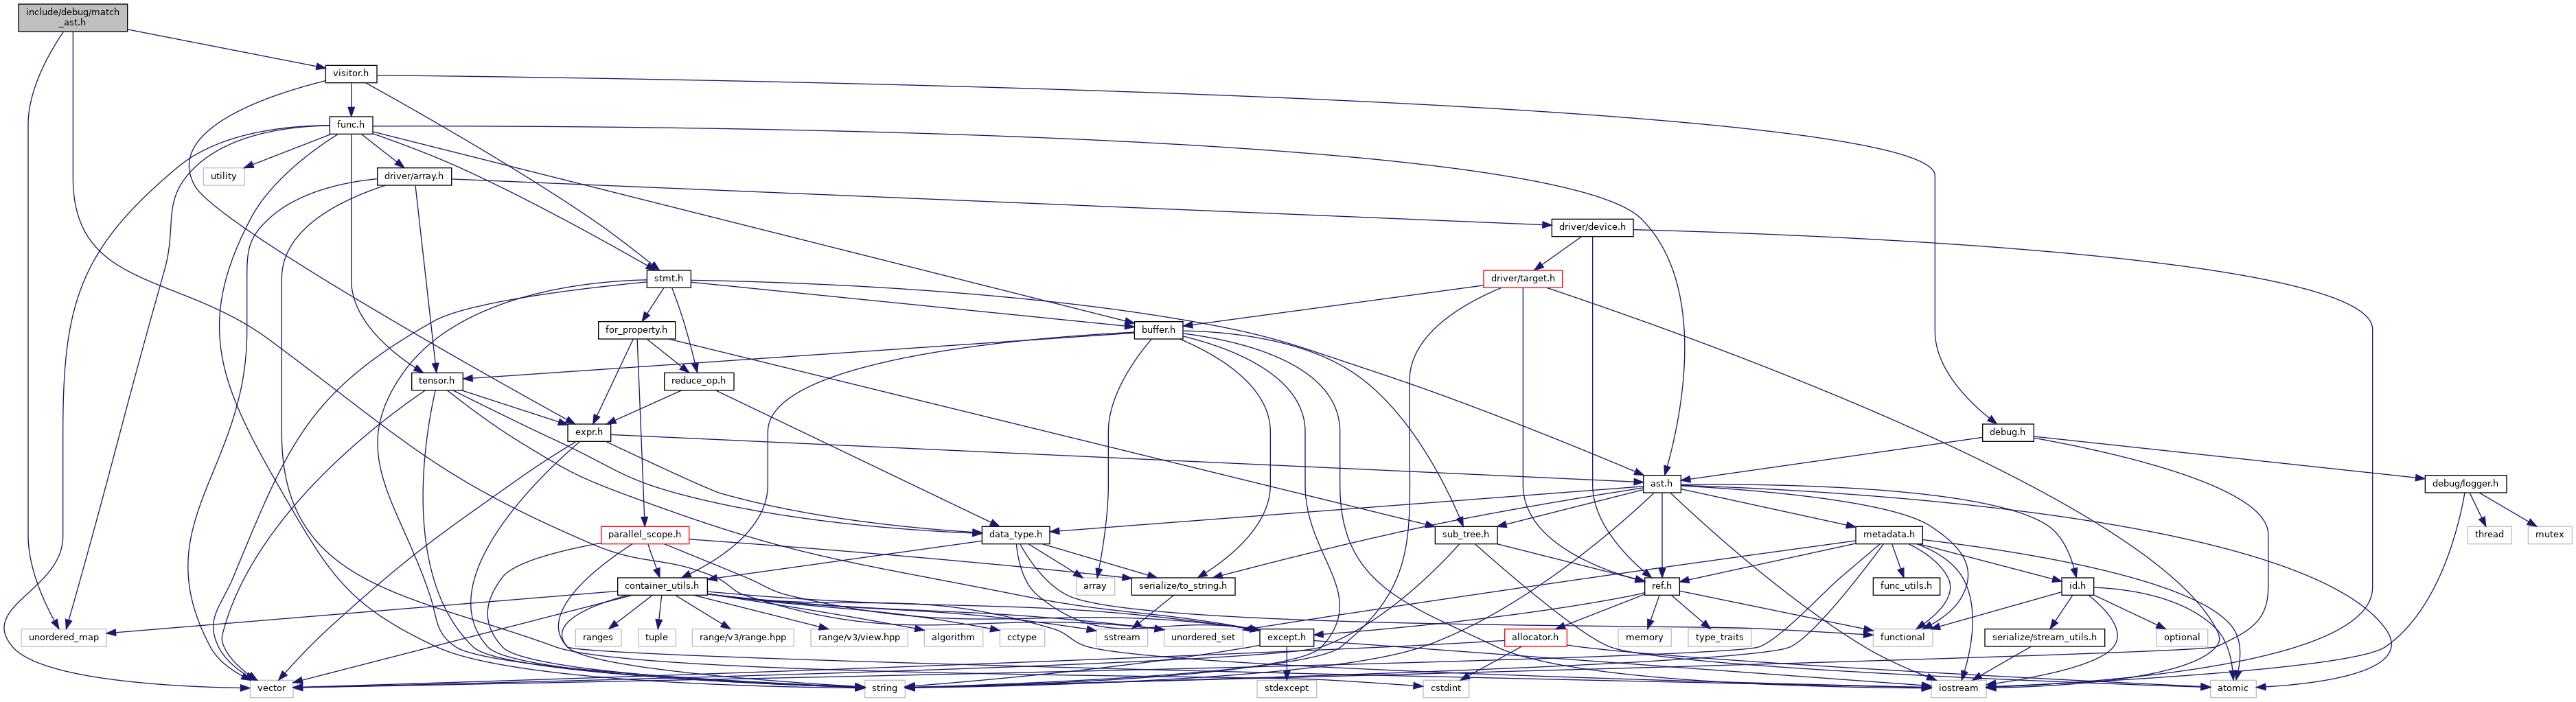 include/debug/match
_ast.h
visitor.h
func.h
utility
driver/array.h
driver/device.h
stmt.h
driver/target.h
for_property.h
buffer.h
tensor.h
reduce_op.h
expr.h
debug.h
ast.h
debug/logger.h
parallel_scope.h
data_type.h
sub_tree.h
metadata.h
thread
mutex
container_utils.h
array
serialize/to_string.h
ref.h
func_utils.h
id.h
unordered_map
ranges
tuple
range/v3/range.hpp
range/v3/view.hpp
algorithm
cctype
sstream
unordered_set
except.h
allocator.h
memory
type_traits
functional
serialize/stream_utils.h
optional
vector
string
stdexcept
cstdint
iostream
atomic